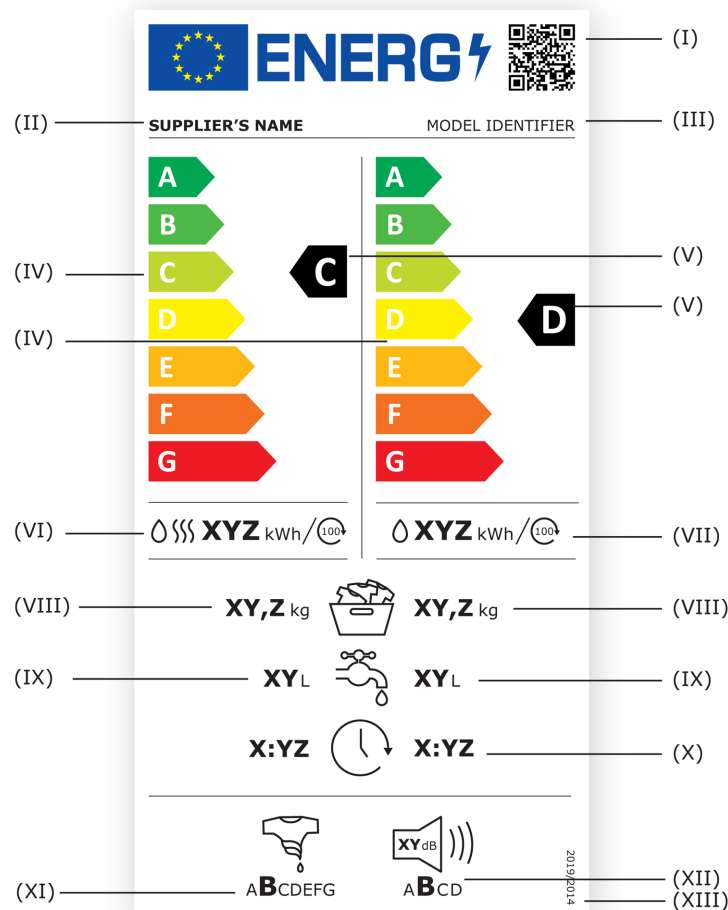 ENERG
(I)
(II)
SUPPLIER'S NAME
MODEL IDENTIFIER
(III)
A
A
B
B
(V)
(IV)
C
C
C
(V)
D
D
D
(IV)
E
E
F
F
G
G
(VI)
XYZ kWh/100
XYZ kWh/100
(VII)
(VIII)
XY,Z kg
XY,Z kg
(VIII)
(IX)
XY L
XY L
(IX)
X:YZ
X:YZ
(X)
XY dB
2019/2014
(XI)
ABCDEFG
ABCD
(XII)
(XIII)